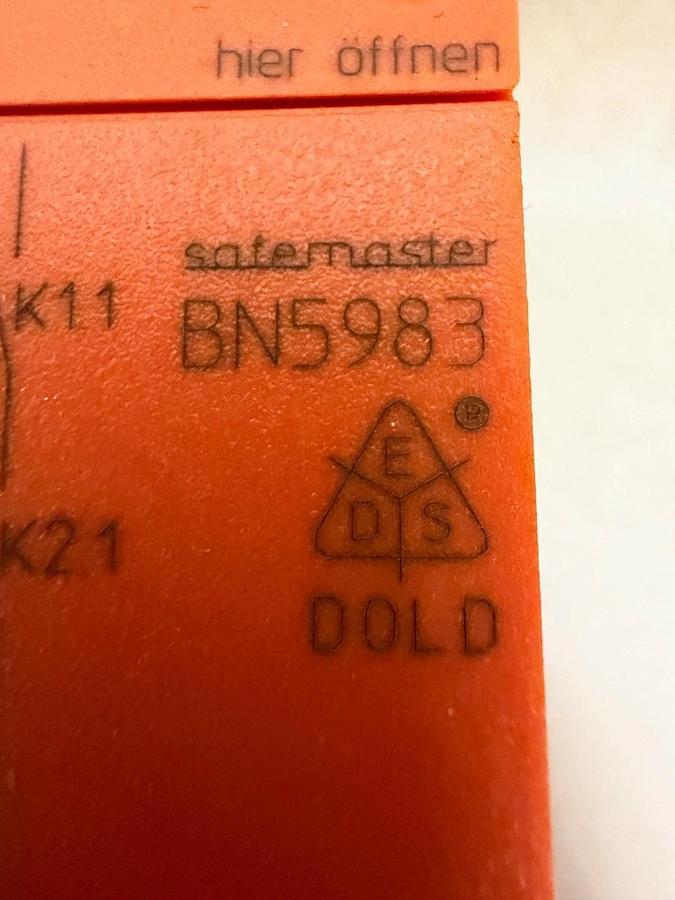 hier öffnen
safemaster
K11
BN5983
®
E
D S
K21
DOLD